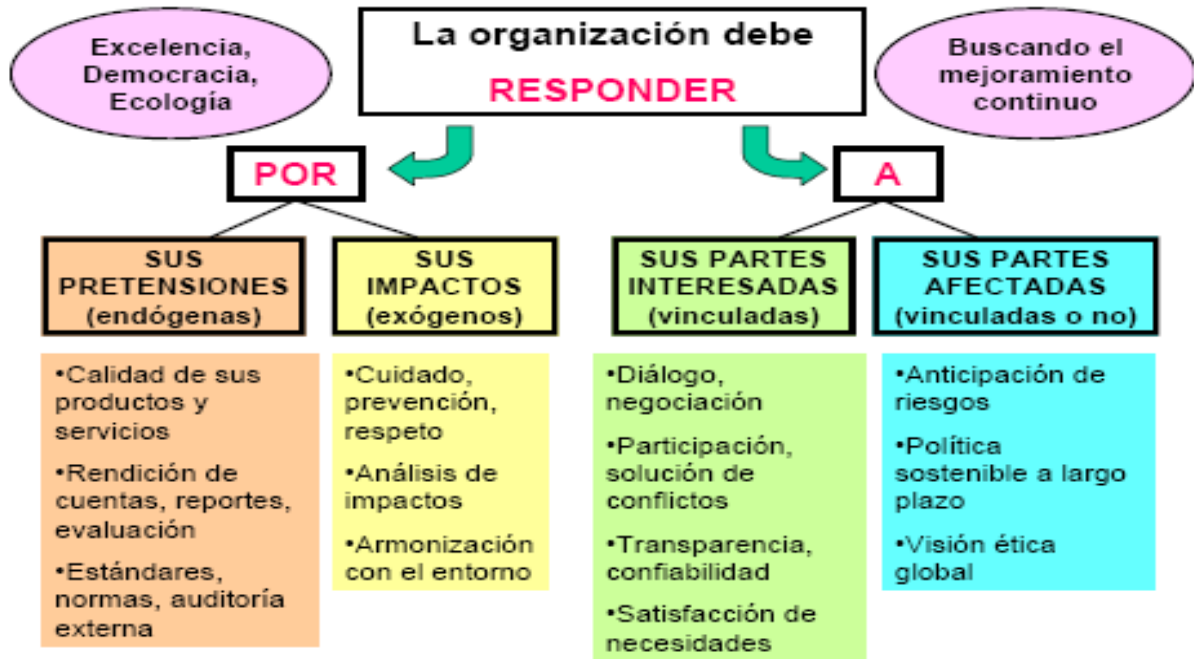 Excelencia,
Democracia,
Ecología
La organización debe
RESPONDER
Buscando el
mejoramiento
continuo
POR
A
SUS
PRETENSIONES
(endógenas)
SUS
IMPACTOS
(exógenos)
SUS PARTES
INTERESADAS
(vinculadas)
SUS PARTES
AFECTADAS
(vinculadas o no)
•Calidad de sus
productos y
servicios
•Rendición de
cuentas, reportes,
evaluación
•Estándares,
normas, auditoría
externa
•Cuidado,
prevención,
respeto
•Análisis de
impactos
•Armonización
con el entorno
•Diálogo,
negociación
•Participación,
solución de
conflictos
•Transparencia,
confiabilidad
•Satisfacción de
necesidades
•Anticipación de
riesgos
•Política
sostenible a largo
plazo
•Visión ética
global